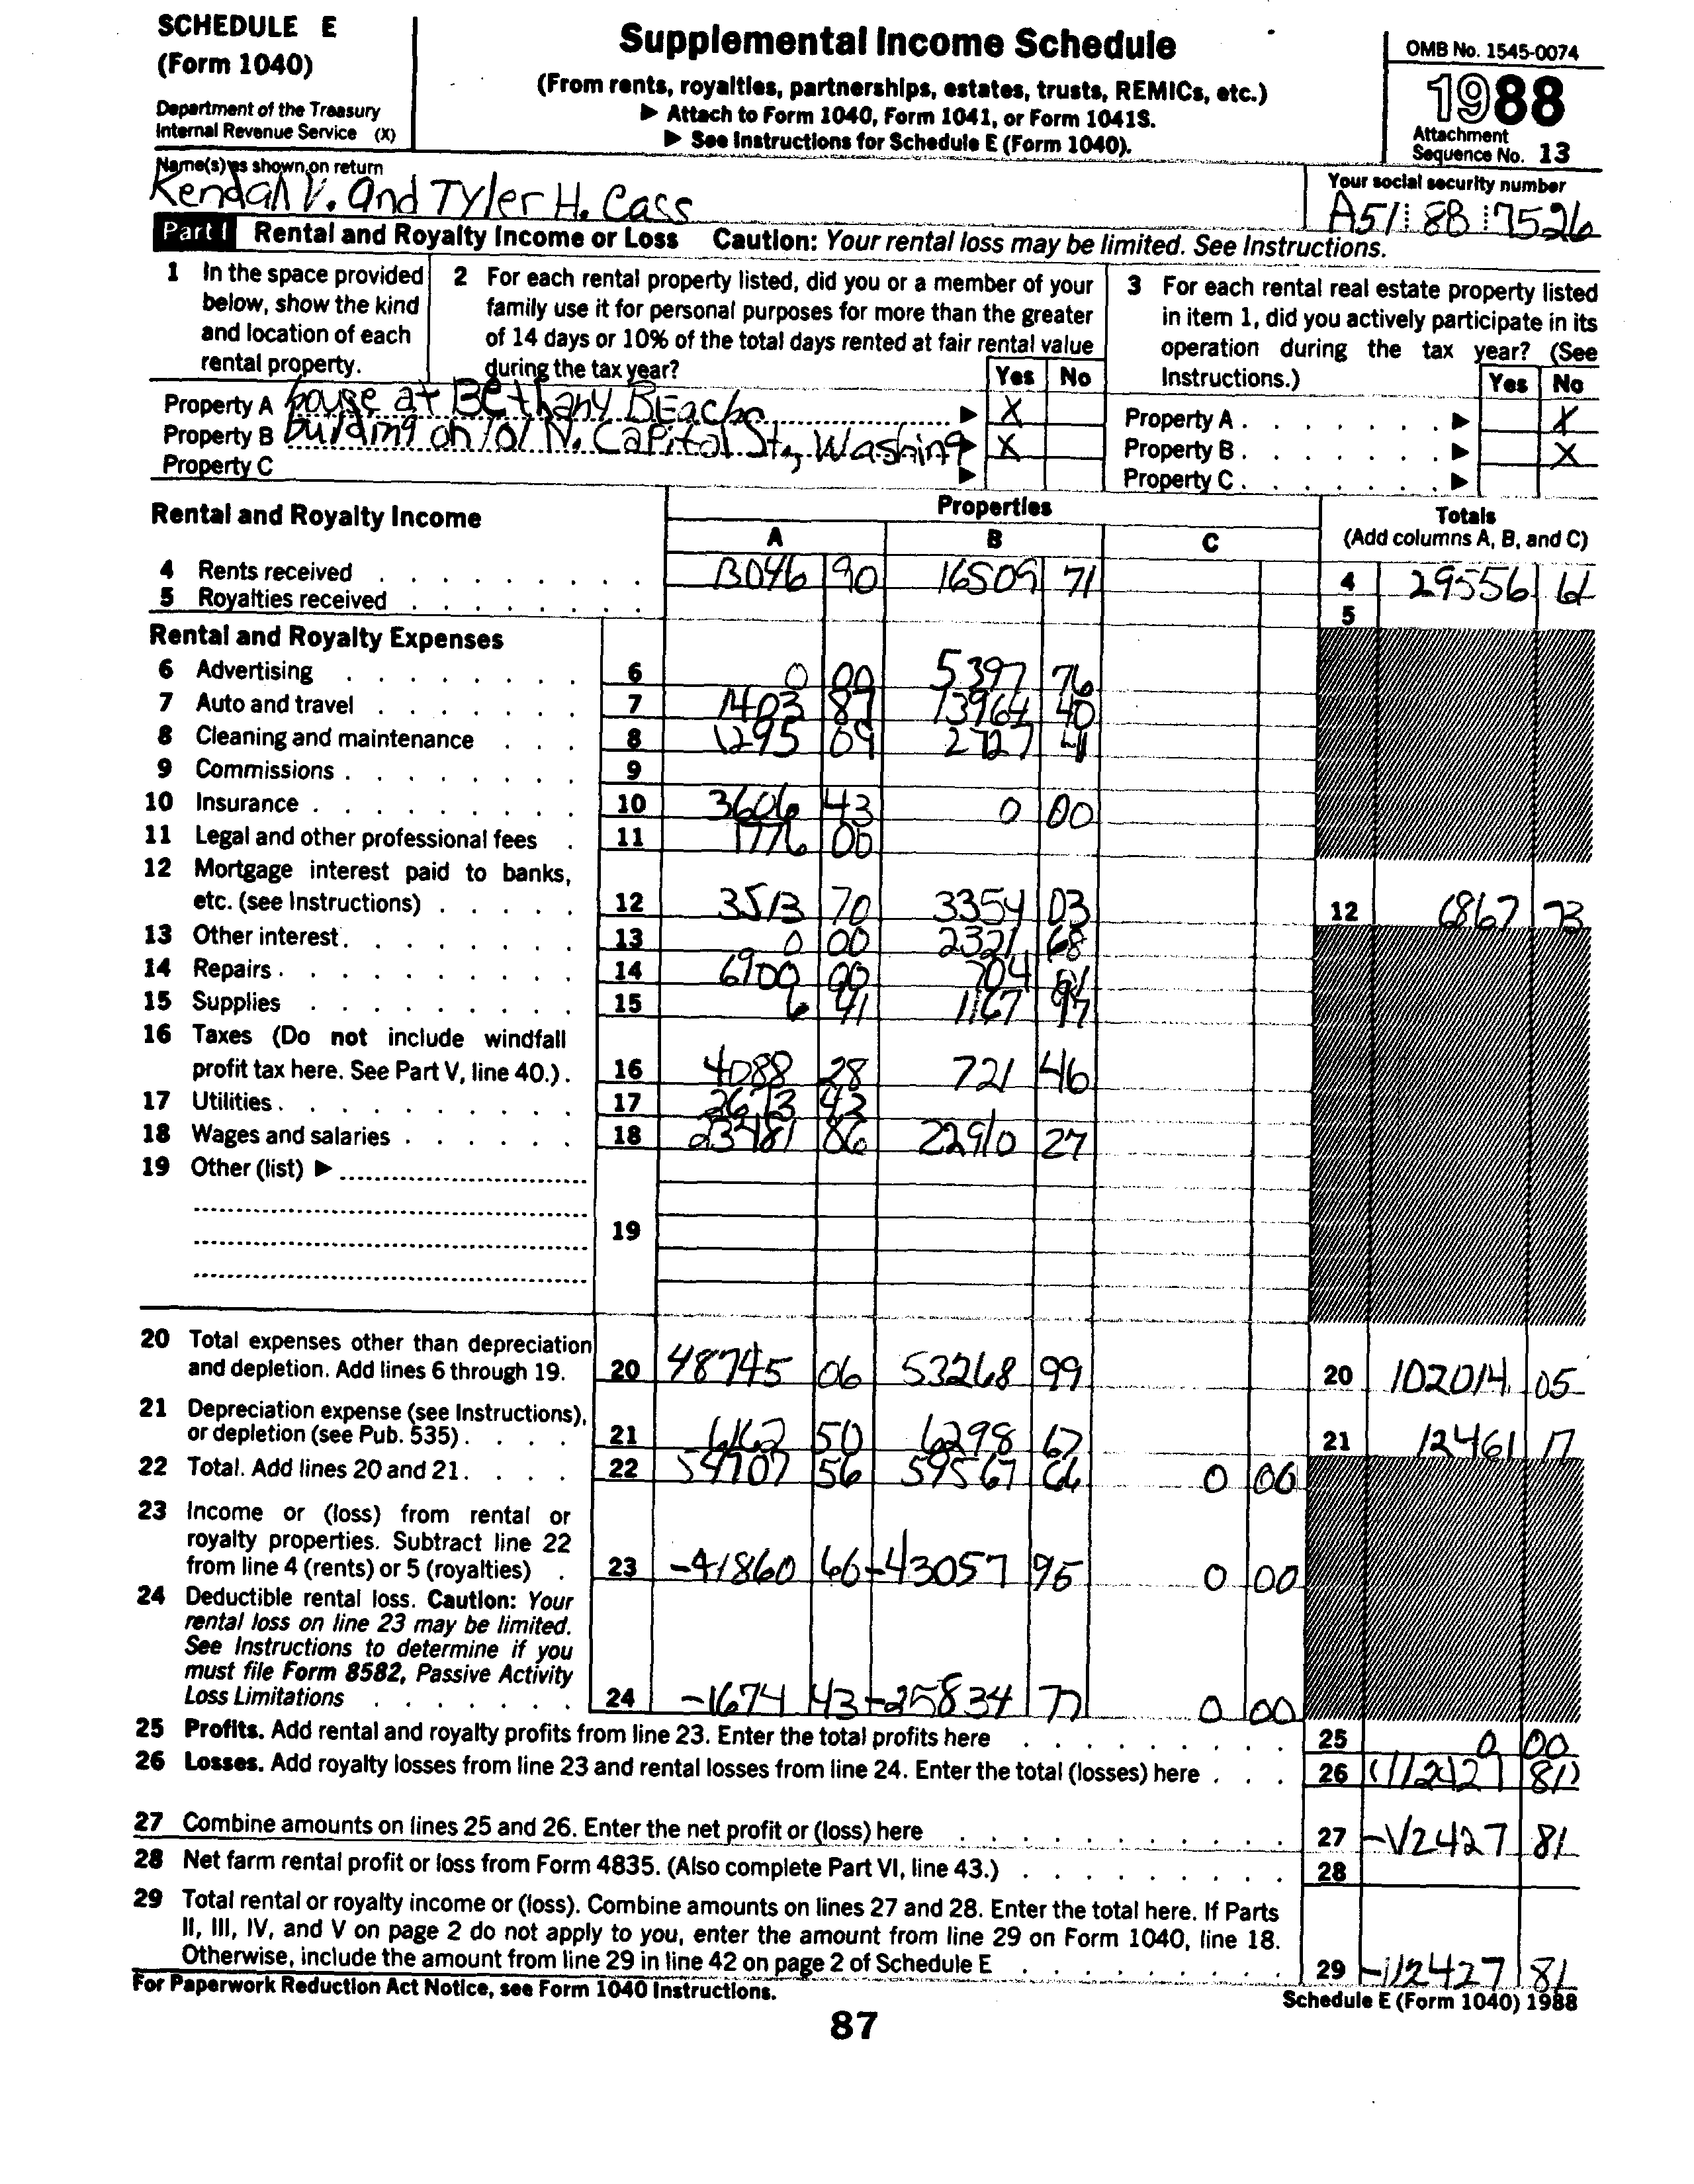 SCHEDULE E
(Form 1040)
Department of the Treasury
Internal Revenue Service (X)
Supplemental Income Schedule
(From rents, royalties, partnerships, estates, trusts, REMICs, etc.)
▶ Attach to Form 1040, Form 1041, or Form 1041S.
▶ See Instructions for Schedule E (Form 1040).
OMB No. 1545-0074
1988
Attachment
Sequence No. 13
Name(s) as shown on return
Kendall V. and Tyler H. Cass
Your social security number
A51 8B 7526
Part I Rental and Royalty Income or Loss Caution: Your rental loss may be limited. See Instructions.
1 In the space provided below, show the kind and location of each rental property.
2 For each rental property listed, did you or a member of your family use it for personal purposes for more than the greater of 14 days or 10% of the total days rented at fair rental value during the tax year? Yes No
3 For each rental real estate property listed in item 1, did you actively participate in its operation during the tax year? (See Instructions.) Yes No
Property A house at Bethany Beach ▶ X Property A ▶ X
Property B building on 101 N. Capitol St., Washing ▶ X Property B ▶ X
Property C ▶ Property C ▶
Rental and Royalty Income Properties Totals
A B C (Add columns A, B, and C)
4 Rents received 13046 90 16509 71 4 29556 61
5 Royalties received 5
Rental and Royalty Expenses
6 Advertising 6 0 00 5397 76
7 Auto and travel 7 1403 87 13964 40
8 Cleaning and maintenance 8 1295 09 2727 41
9 Commissions 9
10 Insurance 10 3606 43 0 00
11 Legal and other professional fees 11 1776 00
12 Mortgage interest paid to banks, etc. (see Instructions) 12 3513 70 3354 03 12 6867 73
13 Other interest 13 0 00 2321 68
14 Repairs 14 6900 00 704
15 Supplies 15 6 41 1167 97
16 Taxes (Do not include windfall profit tax here. See Part V, line 40.) 16 4088 28 721 46
17 Utilities 17 2673 42
18 Wages and salaries 18 23481 86 22910 27
19 Other (list) ▶
19
20 Total expenses other than depreciation and depletion. Add lines 6 through 19. 20 48745 06 53268 99 20 102014 05
21 Depreciation expense (see Instructions), or depletion (see Pub. 535) 21 6162 50 6298 67 21 12461 17
22 Total. Add lines 20 and 21. 22 54907 56 59567 66 0 00
23 Income or (loss) from rental or royalty properties. Subtract line 22 from line 4 (rents) or 5 (royalties) 23 -41860 66 -43057 95 0 00
24 Deductible rental loss. Caution: Your rental loss on line 23 may be limited. See Instructions to determine if you must file Form 8582, Passive Activity Loss Limitations 24 -1674 43 -25834 77 0 00
25 Profits. Add rental and royalty profits from line 23. Enter the total profits here 25 0 00
26 Losses. Add royalty losses from line 23 and rental losses from line 24. Enter the total (losses) here 26 (112427 81)
27 Combine amounts on lines 25 and 26. Enter the net profit or (loss) here 27 -112427 81
28 Net farm rental profit or loss from Form 4835. (Also complete Part VI, line 43.) 28
29 Total rental or royalty income or (loss). Combine amounts on lines 27 and 28. Enter the total here. If Parts
II, III, IV, and V on page 2 do not apply to you, enter the amount from line 29 on Form 1040, line 18.
Otherwise, include the amount from line 29 in line 42 on page 2 of Schedule E 29 -112427 81
For Paperwork Reduction Act Notice, see Form 1040 Instructions.
Schedule E (Form 1040) 1988
87